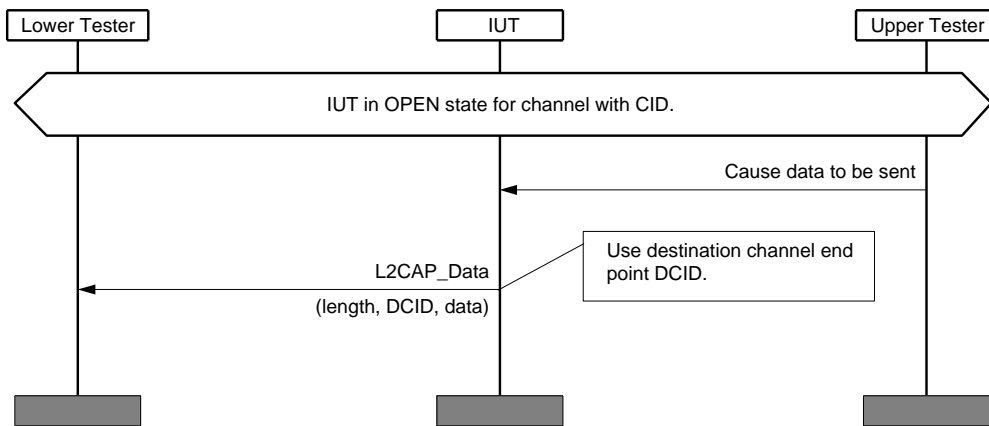 Lower Tester
IUT
Upper Tester
IUT in OPEN state for channel with CID.
Cause data to be sent
Use destination channel end
point DCID.
L2CAP_Data
(length, DCID, data)